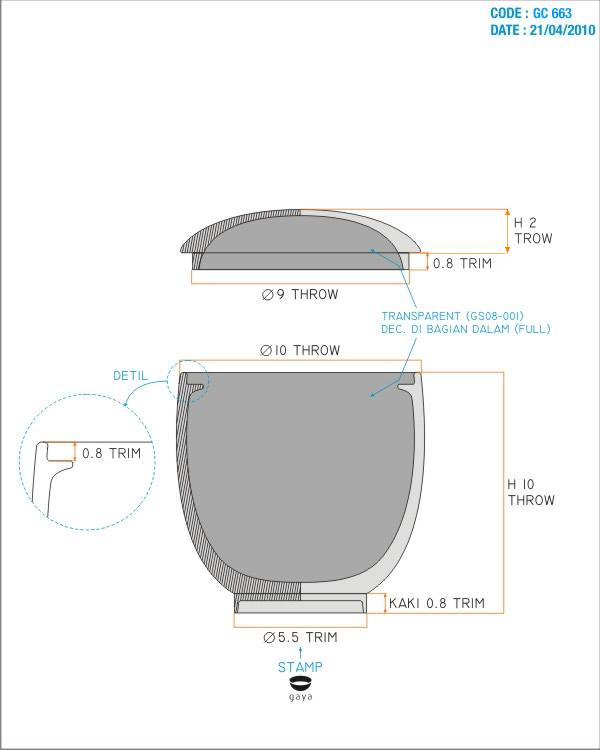 CODE : GC 663
DATE : 21/04/2010
H 2
TROW
0.8 TRIM
∅9 THROW
TRANSPARENT (GS08-001)
DEC. DI BAGIAN DALAM (FULL)
∅10 THROW
DETIL
0.8 TRIM
H 10
THROW
KAKI 0.8 TRIM
∅5.5 TRIM
STAMP
gaya